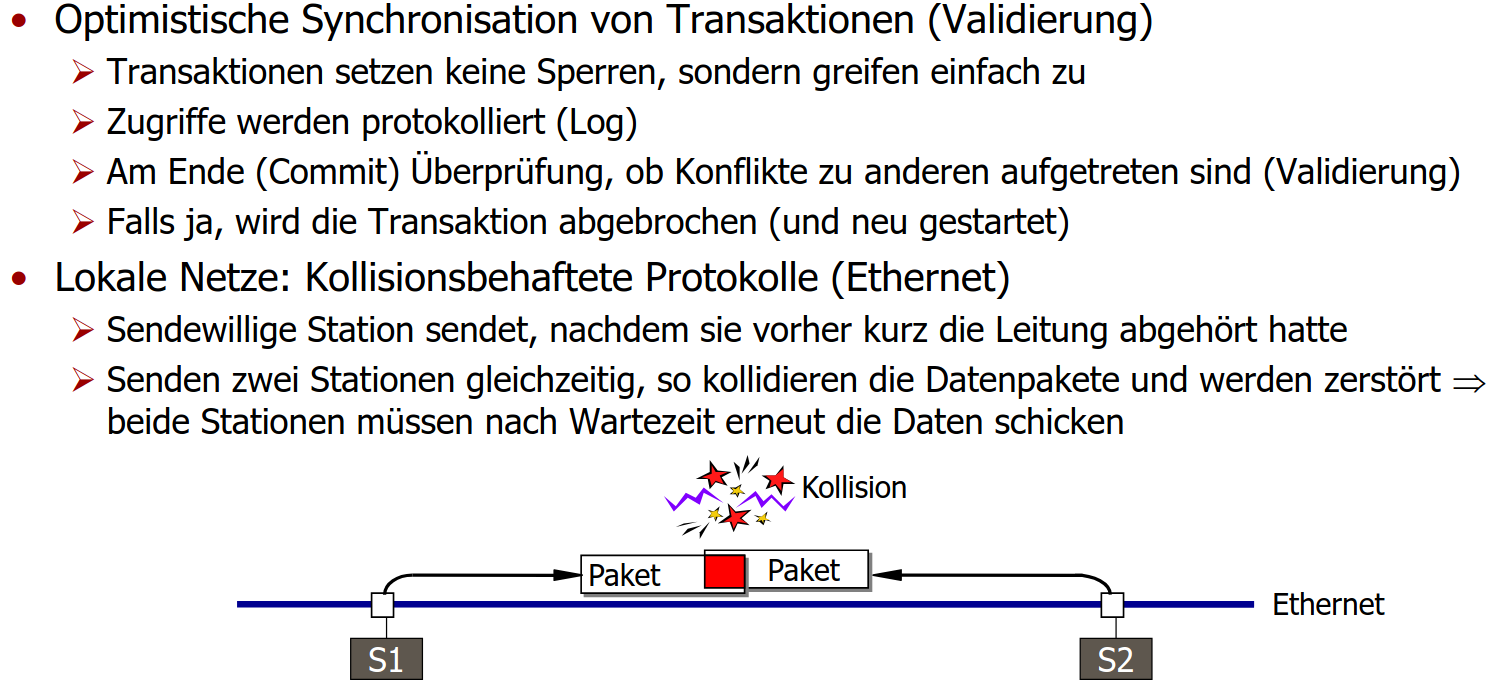 • Optimistische Synchronisation von Transaktionen (Validierung)
➢ Transaktionen setzen keine Sperren, sondern greifen einfach zu
➢ Zugriffe werden protokolliert (Log)
➢ Am Ende (Commit) Überprüfung, ob Konflikte zu anderen aufgetreten sind (Validierung)
➢ Falls ja, wird die Transaktion abgebrochen (und neu gestartet)
• Lokale Netze: Kollisionsbehaftete Protokolle (Ethernet)
➢ Sendewillige Station sendet, nachdem sie vorher kurz die Leitung abgehört hatte
➢ Senden zwei Stationen gleichzeitig, so kollidieren die Datenpakete und werden zerstört ⇒
beide Stationen müssen nach Wartezeit erneut die Daten schicken
Kollision
Paket
Paket
Ethernet
S1
S2